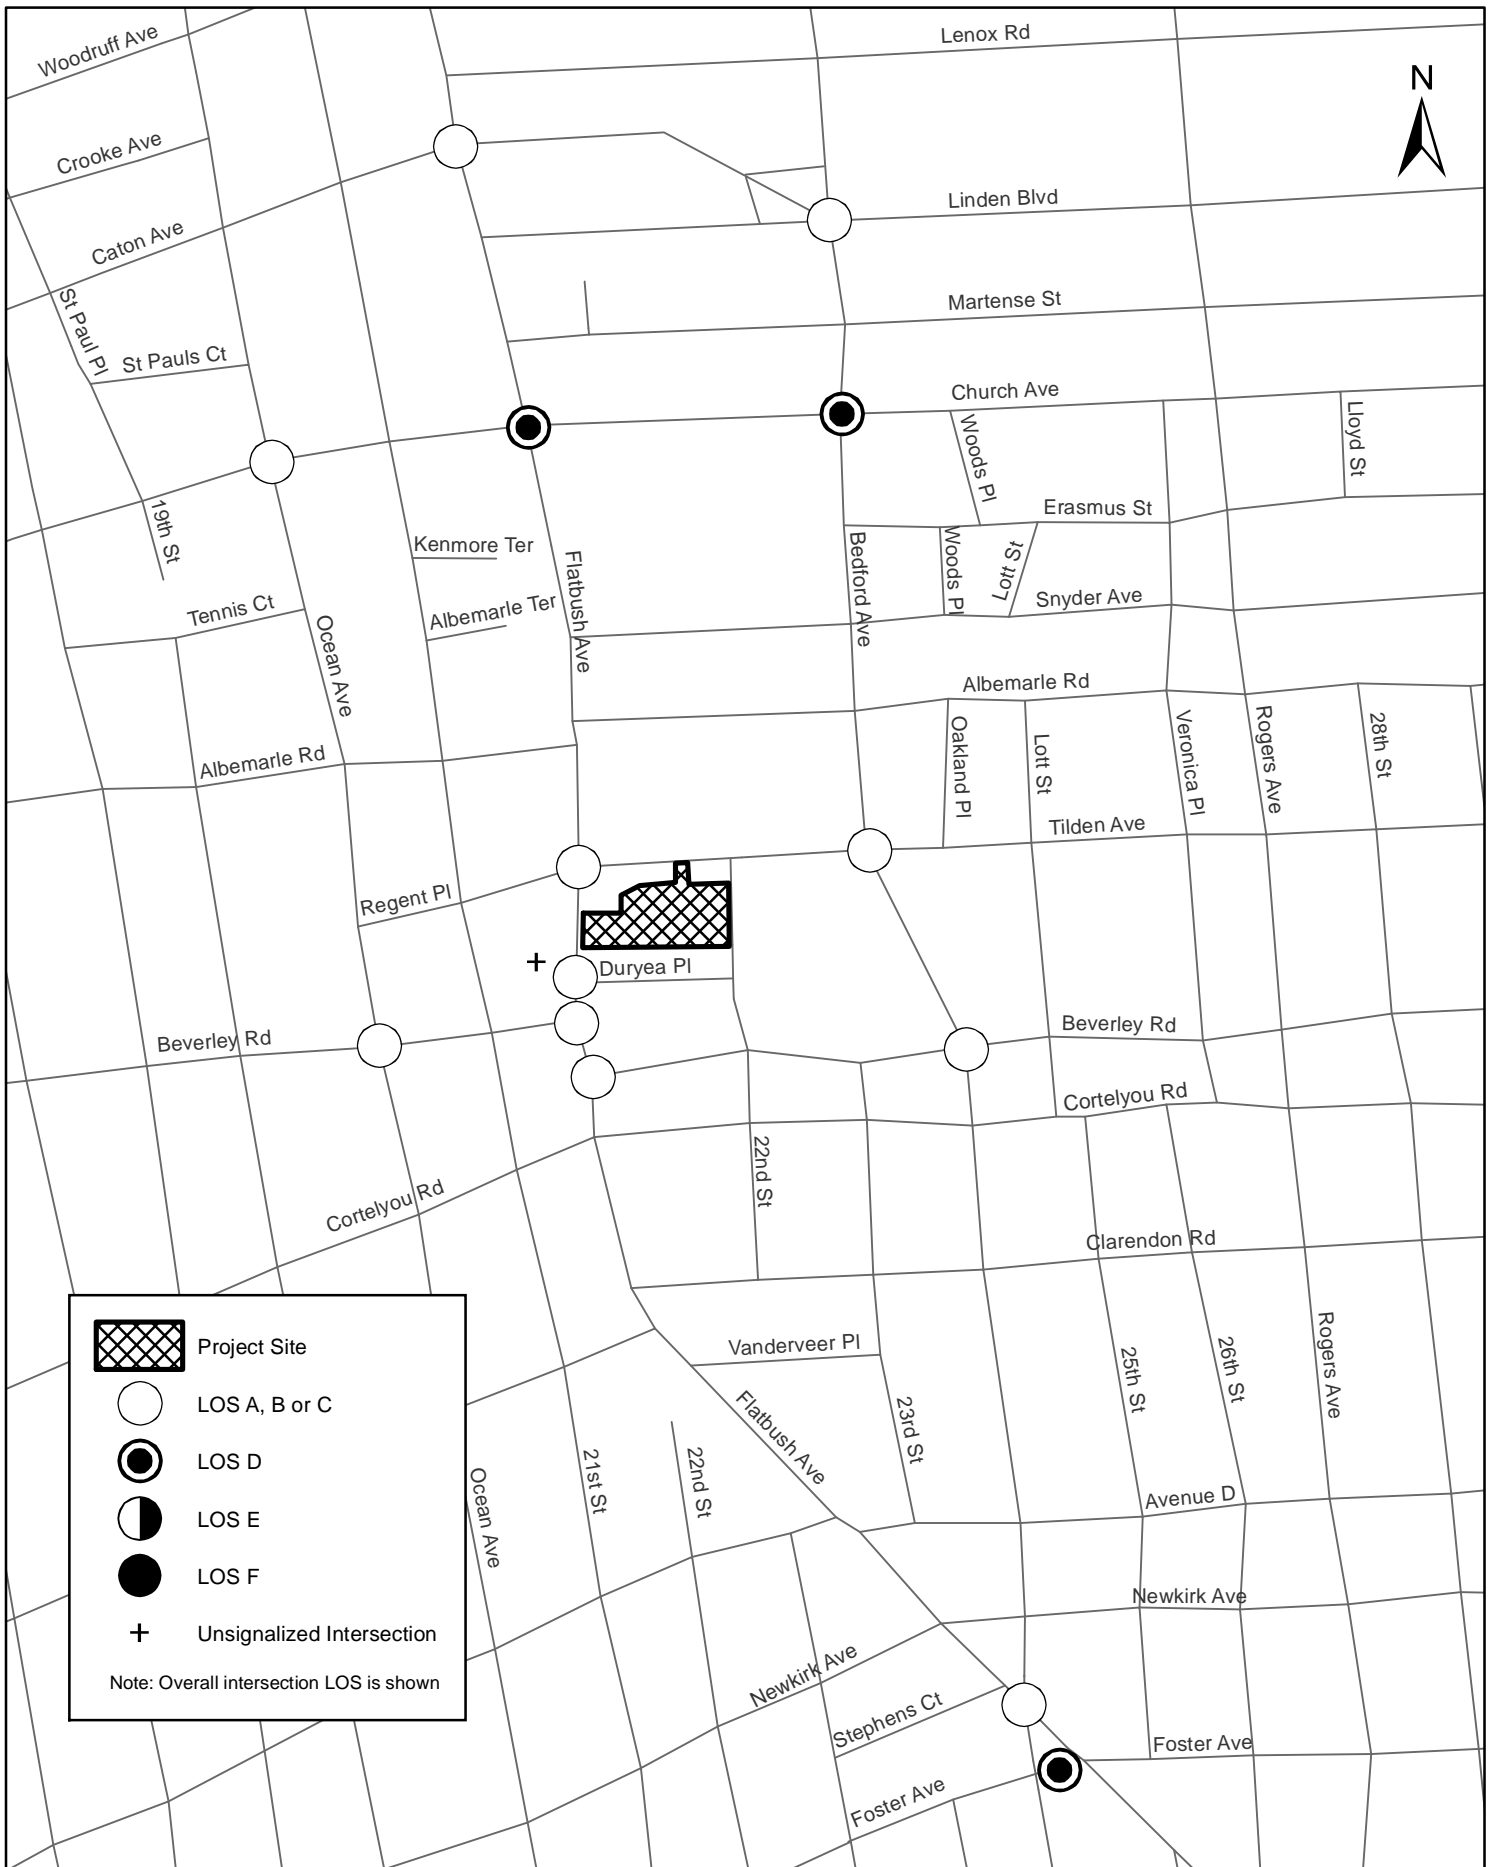 Woodruff Ave
Lenox Rd
N
Crooke Ave
Linden Blvd
Caton Ave
St Paul Pl
Martense St
St Pauls Ct
Church Ave
Lloyd St
Woods Pl
19th St
Erasmus St
Kenmore Ter
Flatbush Ave
Bedford Ave
Woods Pl
Lott St
Snyder Ave
Tennis Ct
Albemarle Ter
Ocean Ave
Albemarle Rd
Oakland Pl
Lott St
Veronica Pl
Rogers Ave
28th St
Albemarle Rd
Tilden Ave
Regent Pl
+
Duryea Pl
Beverley Rd
Beverley Rd
Cortelyou Rd
22nd St
Cortelyou Rd
Clarendon Rd
Vanderveer Pl
25th St
26th St
Rogers Ave
Flatbush Ave
23rd St
21st St
22nd St
Ocean Ave
Avenue D
Newkirk Ave
Newkirk Ave
Stephens Ct
Foster Ave
Foster Ave
Project Site
LOS A, B or C
LOS D
LOS E
LOS F
+ Unsignalized Intersection
Note: Overall intersection LOS is shown